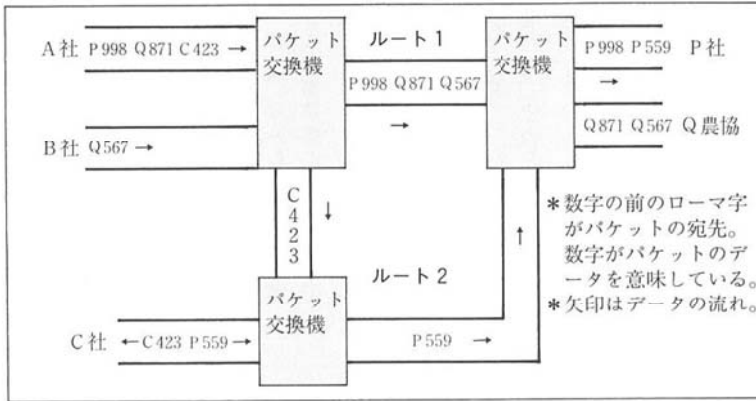 A社 P998 Q871 C423 →
B社 Q567 →
パケット
交換機
ルート1
P998 Q871 Q567
→
パケット
交換機
P998 P559 P社
→
Q871 Q567 Q農協
C423
↓
↑
ルート2
パケット
交換機
C社 ←C423 P559→
P559 →
*数字の前のローマ字
がパケットの宛先。
数字がパケットのデ
ータを意味している。
*矢印はデータの流れ。